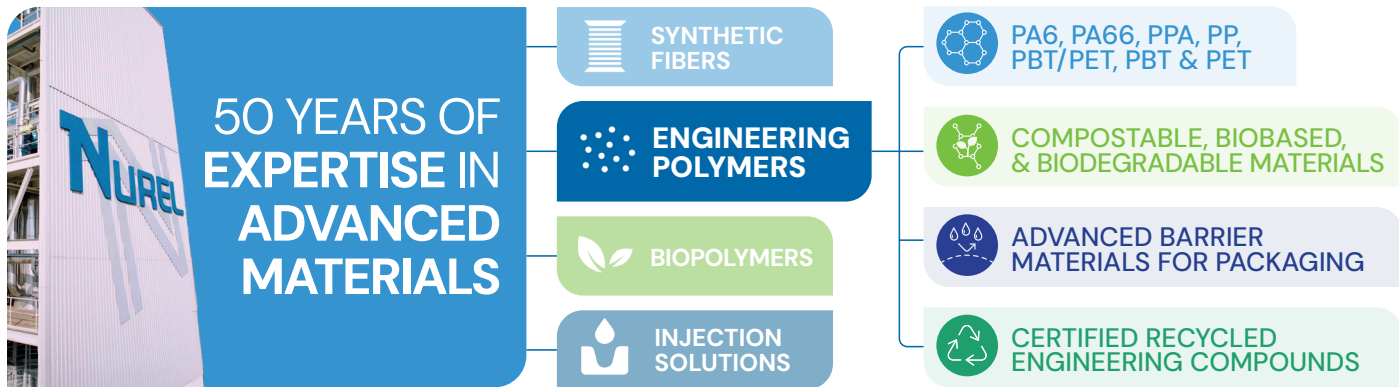 NUREL
50 YEARS OF
EXPERTISE IN
ADVANCED
MATERIALS
SYNTHETIC
FIBERS
ENGINEERING
POLYMERS
BIOPOLYMERS
INJECTION
SOLUTIONS
PA6, PA66, PPA, PP,
PBT/PET, PBT & PET
COMPOSTABLE, BIOBASED,
& BIODEGRADABLE MATERIALS
ADVANCED BARRIER
MATERIALS FOR PACKAGING
CERTIFIED RECYCLED
ENGINEERING COMPOUNDS